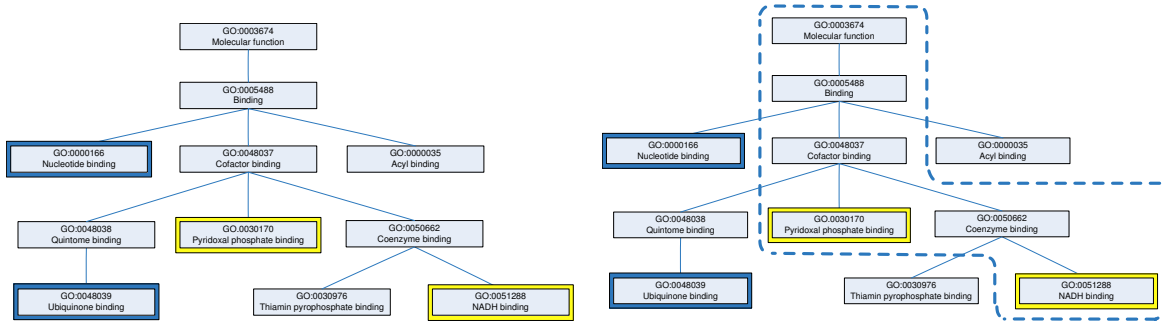 GO:0003674
Molecular function
GO:0005488
Binding
GO:0000166
Nucleotide binding
GO:0048037
Cofactor binding
GO:0000035
Acyl binding
GO:0048038
Quintome binding
GO.0030170
Pyridoxal phosphate binding
GO:0050662
Coenzyme binding
GO:0048039
Ubiquinone binding
GO:0030976
Thiamin pyrophosphate binding
GO:0051288
NADH binding
GO:0003674
Molecular function
GO:0005488
Binding
GO:0000166
Nucleotide binding
GO:0048037
Cofactor binding
GO:0000035
Acyl binding
GO:0048038
Quintome binding
GO.0030170
Pyridoxal phosphate binding
GO:0050662
Coenzyme binding
GO:0048039
Ubiquinone binding
GO:0030976
Thiamin pyrophosphate binding
GO:0051288
NADH binding